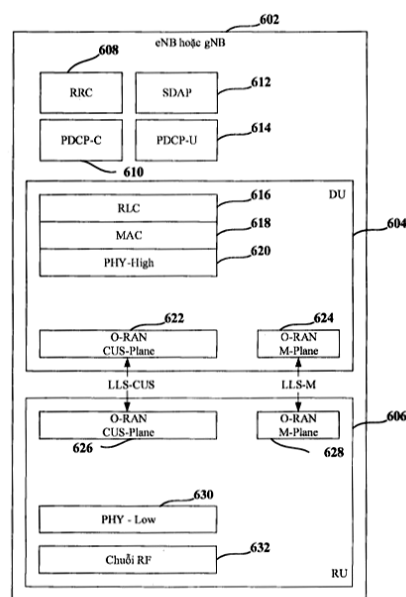 602
eNB hoặc gNB
608
RRC
SDAP
612
PDCP-C
PDCP-U
614
610
DU
RLC
616
MAC
618
PHY-High
620
604
622
624
O-RAN
CUS-Plane
O-RAN
M-Plane
LLS-CUS
LLS-M
O-RAN
CUS-Plane
O-RAN
M-Plane
606
626
628
630
PHY - Low
Chuỗi RF
632
RU